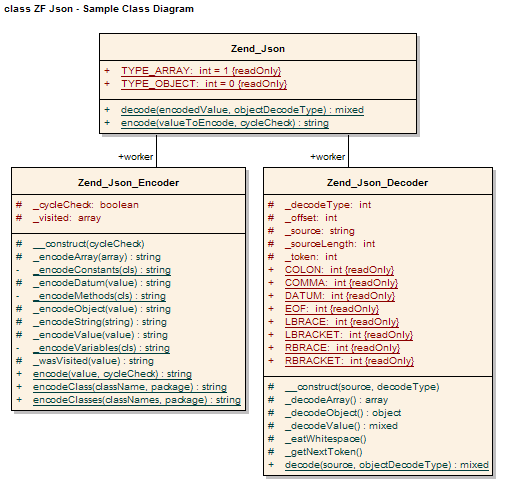 class ZF Json - Sample Class Diagram
Zend_Json
+ TYPE_ARRAY: int = 1 {readOnly}
+ TYPE_OBJECT: int = 0 {readOnly}
+ decode(encodedValue, objectDecodeType) : mixed
+ encode(valueToEncode, cycleCheck) : string
+worker
+worker
Zend_Json_Encoder
# _cycleCheck: boolean
# _visited: array
# __construct(cycleCheck)
# _encodeArray(array) : string
- _encodeConstants(cls) : string
# _encodeDatum(value) : string
- _encodeMethods(cls) : string
# _encodeObject(value) : string
# _encodeString(string) : string
# _encodeValue(value) : string
- _encodeVariables(cls) : string
# _wasVisited(value) : string
+ encode(value, cycleCheck) : string
+ encodeClass(className, package) : string
+ encodeClasses(classNames, package) : string
Zend_Json_Decoder
# _decodeType: int
# _offset: int
# _source: string
# _sourceLength: int
# _token: int
+ COLON: int {readOnly}
+ COMMA: int {readOnly}
+ DATUM: int {readOnly}
+ EOF: int {readOnly}
+ LBRACE: int {readOnly}
+ LBRACKET: int {readOnly}
+ RBRACE: int {readOnly}
+ RBRACKET: int {readOnly}
# __construct(source, decodeType)
# _decodeArray() : array
# _decodeObject() : object
# _decodeValue() : mixed
# _eatWhitespace()
# _getNextToken()
+ decode(source, objectDecodeType) : mixed